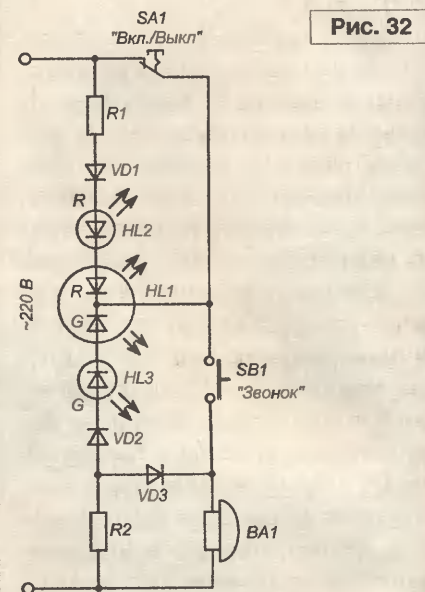 SA1
"Вкл./Выкл"
Рис. 32
R1
VD1
R
HL2
R
HL1
G
~220 В
HL3
G
SB1
"Звонок"
VD2
VD3
R2
BA1